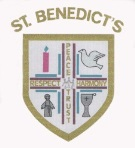 ST. BENEDICT'S
PEACE
RESPECT
HARMONY
TRUST